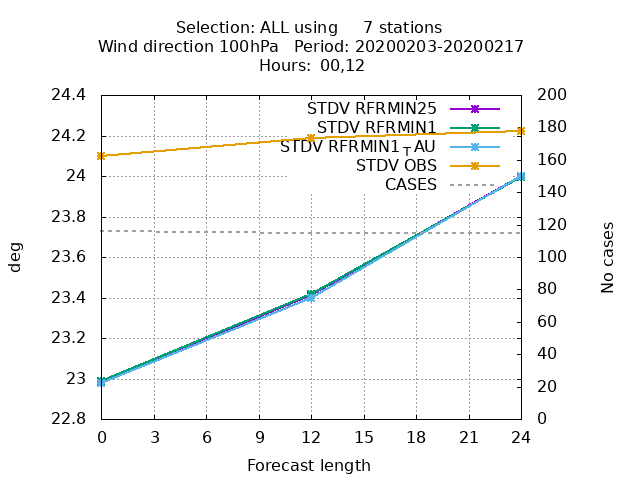 Selection: ALL using     7 stations
Wind direction 100hPa   Period: 20200203-20200217
Hours:  00,12
24.4
24.2
24
23.8
23.6
23.4
23.2
23
22.8
200
180
160
140
120
100
80
60
40
20
0
STDV RFRMIN25
STDV RFRMIN1
STDV RFRMIN1┬AU
STDV OBS
CASES
deg
No cases
0 3 6 9 12 15 18 21 24
Forecast length